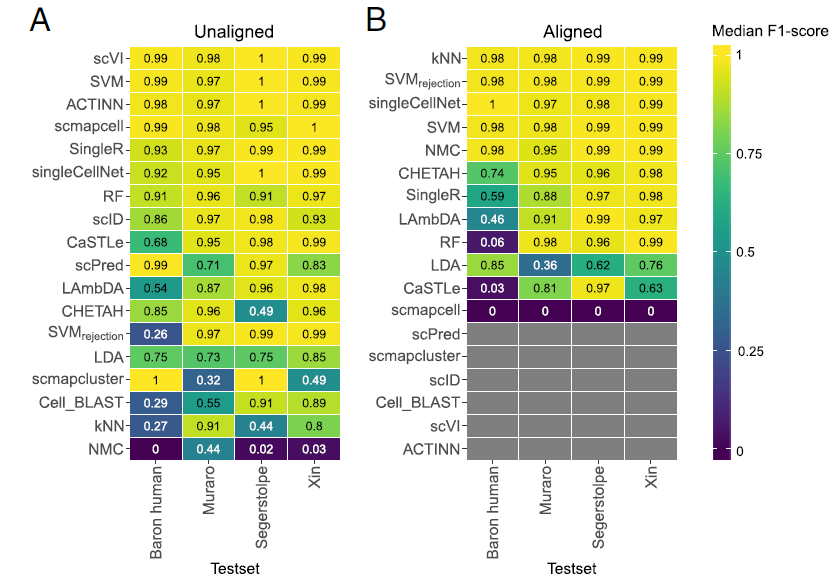 A
B
Unaligned
Aligned
Median F1-score
scVI 0.99 0.98 1 0.99
SVM 0.99 0.97 1 0.99
ACTINN 0.98 0.97 1 0.99
scmapcell 0.99 0.98 0.95 1
SingleR 0.93 0.97 0.99 0.99
singleCellNet 0.92 0.95 1 0.99
RF 0.91 0.96 0.91 0.97
scID 0.86 0.97 0.98 0.93
CaSTLe 0.68 0.95 0.98 0.99
scPred 0.99 0.71 0.97 0.83
LAmbDA 0.54 0.87 0.96 0.98
CHETAH 0.85 0.96 0.49 0.96
SVMrejection 0.26 0.97 0.99 0.99
LDA 0.75 0.73 0.75 0.85
scmapcluster 1 0.32 1 0.49
Cell_BLAST 0.29 0.55 0.91 0.89
kNN 0.27 0.91 0.44 0.8
NMC 0 0.44 0.02 0.03
Baron human
Muraro
Segerstolpe
Xin
Testset
kNN 0.98 0.98 0.99 0.99
SVMrejection 0.98 0.98 0.99 0.99
singleCellNet 1 0.97 0.98 0.99
SVM 0.98 0.98 0.99 0.99
NMC 0.98 0.95 0.99 0.99
CHETAH 0.74 0.95 0.96 0.98
SingleR 0.59 0.88 0.97 0.98
LAmbDA 0.46 0.91 0.99 0.97
RF 0.06 0.98 0.96 0.99
LDA 0.85 0.36 0.62 0.76
CaSTLe 0.03 0.81 0.97 0.63
scmapcell 0 0 0 0
scPred
scmapcluster
scID
Cell_BLAST
scVI
ACTINN
Baron human
Muraro
Segerstolpe
Xin
Testset
1
0.75
0.5
0.25
0